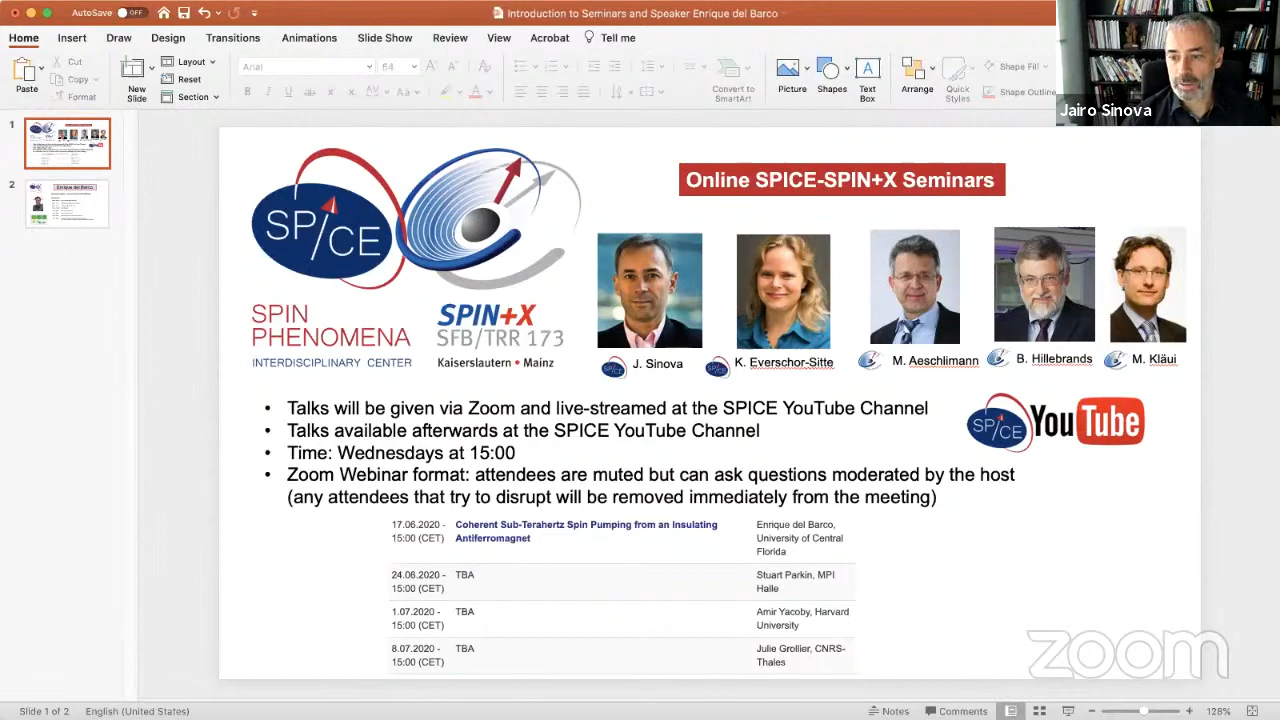 AutoSave OFF
Introduction to Seminars and Speaker Enrique del Barco
Home Insert Draw Design Transitions Animations Slide Show Review View Acrobat Tell me
Paste
Cut
Copy
Format
New
Slide
Layout
Reset
Section
Arial
64
Convert to
SmartArt
Picture
Shapes
Text
Box
Arrange
Quick
Styles
Shape Fill
Shape Outline
Jairo Sinova
1
2
Enrique del Barco
SPICE
SPIN
PHENOMENA
INTERDISCIPLINARY CENTER
SPIN+X
SFB/TRR 173
Kaiserslautern • Mainz
Online SPICE-SPIN+X Seminars
J. Sinova
K. Everschor-Sitte
M. Aeschlimann
B. Hillebrands
M. Kläui
• Talks will be given via Zoom and live-streamed at the SPICE YouTube Channel
• Talks available afterwards at the SPICE YouTube Channel
• Time: Wednesdays at 15:00
• Zoom Webinar format: attendees are muted but can ask questions moderated by the host
(any attendees that try to disrupt will be removed immediately from the meeting)
SPICE YouTube
17.06.2020 - Coherent Sub-Terahertz Spin Pumping from an Insulating Enrique del Barco,
15:00 (CET) Antiferromagnet University of Central
Florida
24.06.2020 - TBA Stuart Parkin, MPI
15:00 (CET) Halle
1.07.2020 - TBA Amir Yacoby, Harvard
15:00 (CET) University
8.07.2020 - TBA Julie Grollier, CNRS-
15:00 (CET) Thales
zoom
Slide 1 of 2 English (United States) Notes Comments 128%